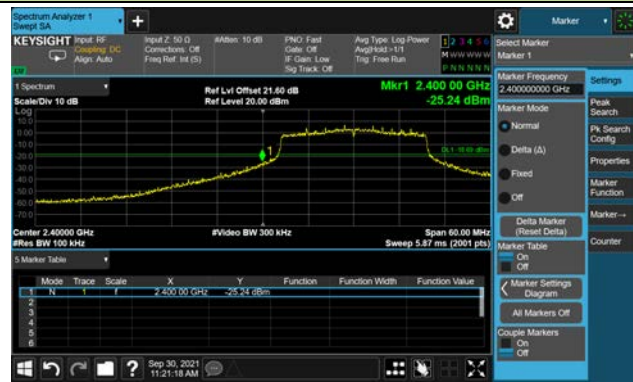 Spectrum Analyzer 1
Swept SA
Marker
KEYSIGHT
Input: RF
Coupling: DC
Align: Auto
Input Z: 50 Ω
Corrections: Off
Freq Ref: Int (S)
#Atten: 10 dB
PNO: Fast
Gate: Off
IF Gain: Low
Sig Track: Off
Avg Type: Log-Power
Avg|Hold:>1/1
Trig: Free Run
1 2 3 4 5 6
M W W W W W
P N N N N N
Select Marker
Marker 1
1 Spectrum
Scale/Div 10 dB
Ref Lvl Offset 21.60 dB
Ref Level 20.00 dBm
Mkr1 2.400 00 GHz
-25.24 dBm
Log
10.0
0.00
-10.0
-20.0
-30.0
-40.0
-50.0
-60.0
-70.0
1
Center 2.40000 GHz
#Res BW 100 kHz
#Video BW 300 kHz
Span 60.00 MHz
Sweep 5.87 ms (2001 pts)
5 Marker Table
Mode Trace Scale X Y Function Function Width Function Value
1 N 1 f 2.400 00 GHz -25.24 dBm
2
3
4
5
6
Marker Frequency
2.400000000 GHz
Marker Mode
Normal
Delta (Δ)
Fixed
Off
Delta Marker
(Reset Delta)
Marker Table
On
Off
Marker Settings
Diagram
All Markers Off
Couple Markers
On
Off
Settings
Peak
Search
Pk Search
Config
Properties
Marker
Function
Marker→
Counter
Sep 30, 2021
11:21:18 AM